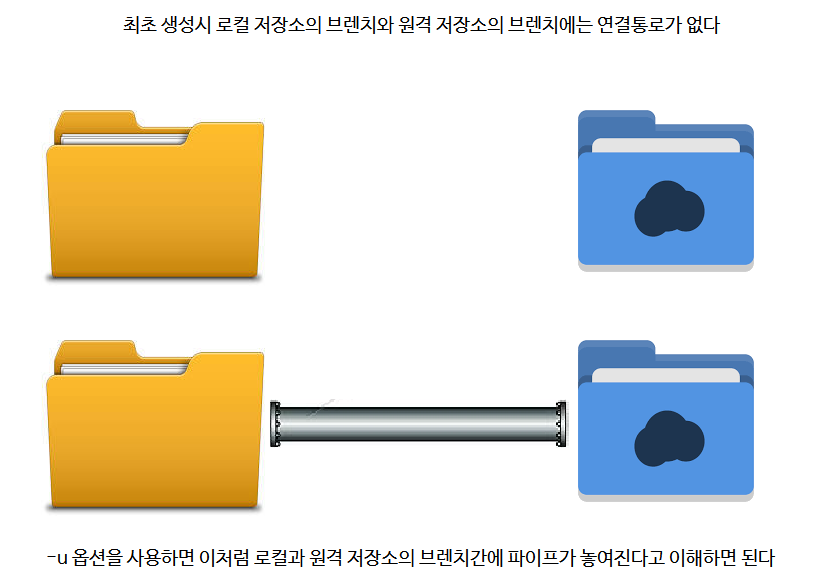 최초 생성시 로컬 저장소의 브렌치와 원격 저장소의 브렌치에는 연결통로가 없다
-u 옵션을 사용하면 이처럼 로컬과 원격 저장소의 브렌치간에 파이프가 놓여진다고 이해하면 된다